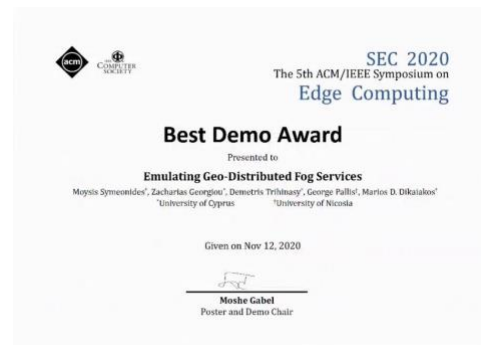 acm
IEEE
COMPUTER
SOCIETY
SEC 2020
The 5th ACM/IEEE Symposium on
Edge Computing
Best Demo Award
Presented to
Emulating Geo-Distributed Fog Services
Moysis Symeonides*, Zacharias Georgiou*, Demetris Trihinasy†, George Pallis*, Marios D. Dikaiakos*
*University of Cyprus †University of Nicosia
Given on Nov 12, 2020
Moshe Gabel
Poster and Demo Chair